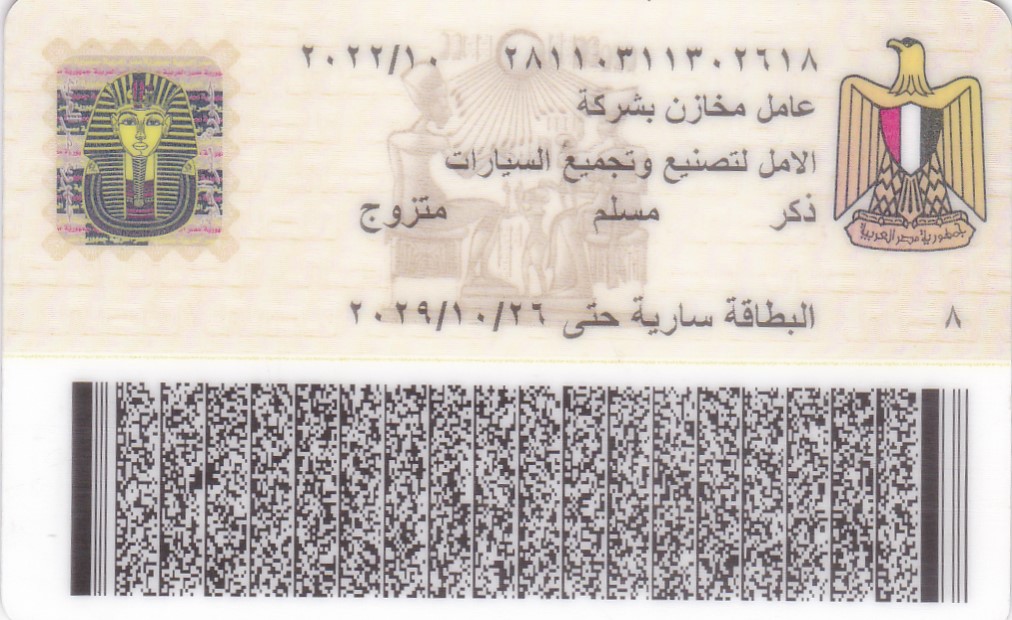 ٢٨١١٠٣١١٣٠٢٦١٨ ٢٠٢٢/١٠
عامل مخازن بشركة
الامل لتصنيع وتجميع السيارات
ذكر مسلم متزوج
البطاقة سارية حتى ٢٠٢٩/١٠/٢٦
٨
جمهورية مصر العربية